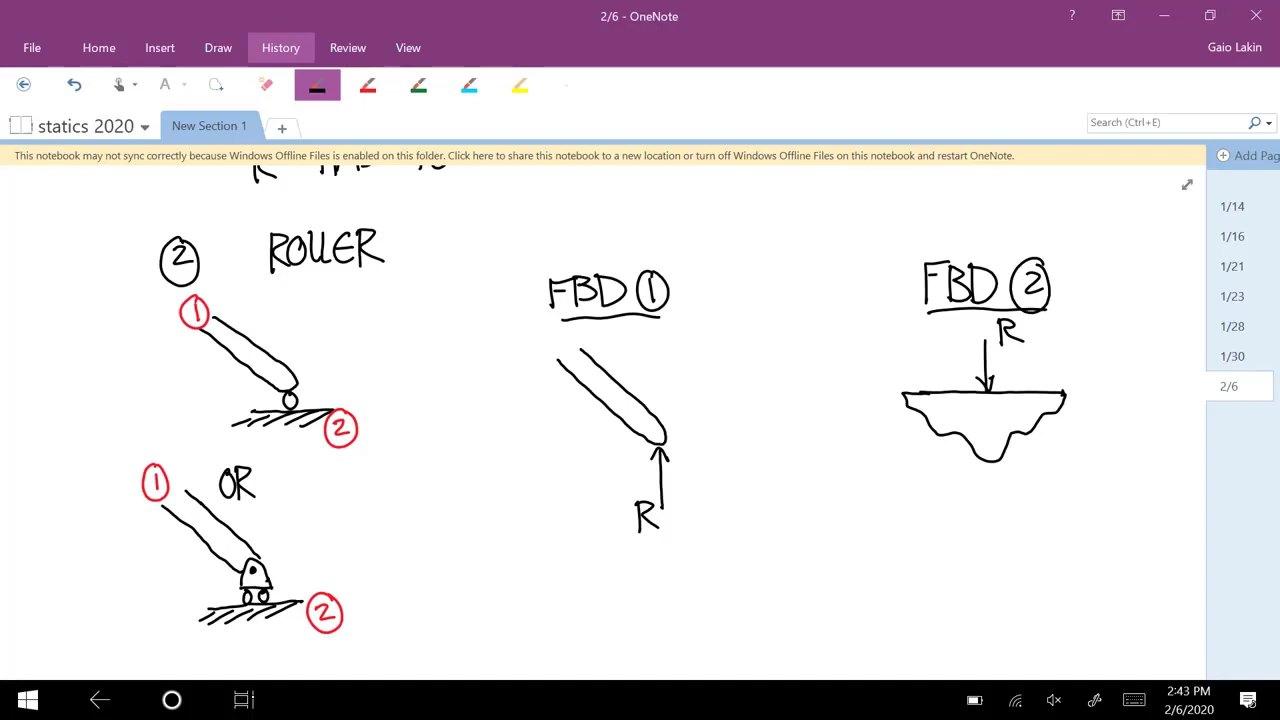 2/6 - OneNote
?
File Home Insert Draw History Review View
Gaio Lakin
A
statics 2020
New Section 1
+
Search (Ctrl+E)
This notebook may not sync correctly because Windows Offline Files is enabled on this folder. Click here to share this notebook to a new location or turn off Windows Offline Files on this notebook and restart OneNote.
Add Pag
1/14
1/16
1/21
1/23
1/28
1/30
2/6
2 ROLLER
1
2
OR
1
2
FBD 1
R
FBD 2
R
2:43 PM
2/6/2020